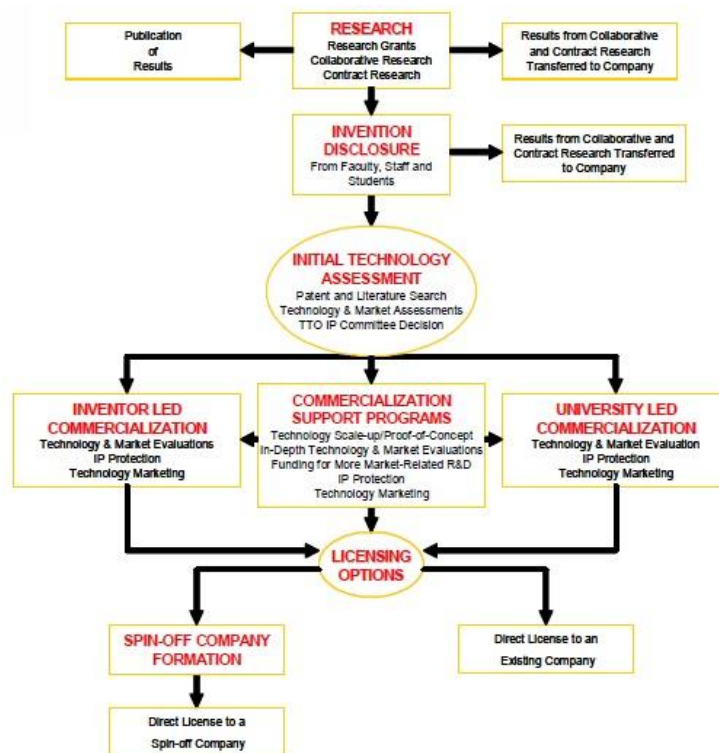 Publication
of
Results
RESEARCH
Research Grants
Collaborative Research
Contract Research
Results from Collaborative
and Contract Research
Transferred to Company
INVENTION
DISCLOSURE
From Faculty, Staff and
Students
Results from Collaborative and
Contract Research Transferred
to Company
INITIAL TECHNOLOGY
ASSESSMENT
Patent and Literature Search
Technology & Market Assessments
TTO IP Committee Decision
INVENTOR LED
COMMERCIALIZATION
Technology & Market Evaluations
IP Protection
Technology Marketing
COMMERCIALIZATION
SUPPORT PROGRAMS
Technology Scale-up/Proof-of-Concept
In-Depth Technology & Market Evaluations
Funding for More Market-Related R&D
IP Protection
Technology Marketing
UNIVERSITY LED
COMMERCIALIZATION
Technology & Market Evaluation
IP Protection
Technology Marketing
LICENSING
OPTIONS
SPIN-OFF COMPANY
FORMATION
Direct License to an
Existing Company
Direct License to a
Spin-off Company